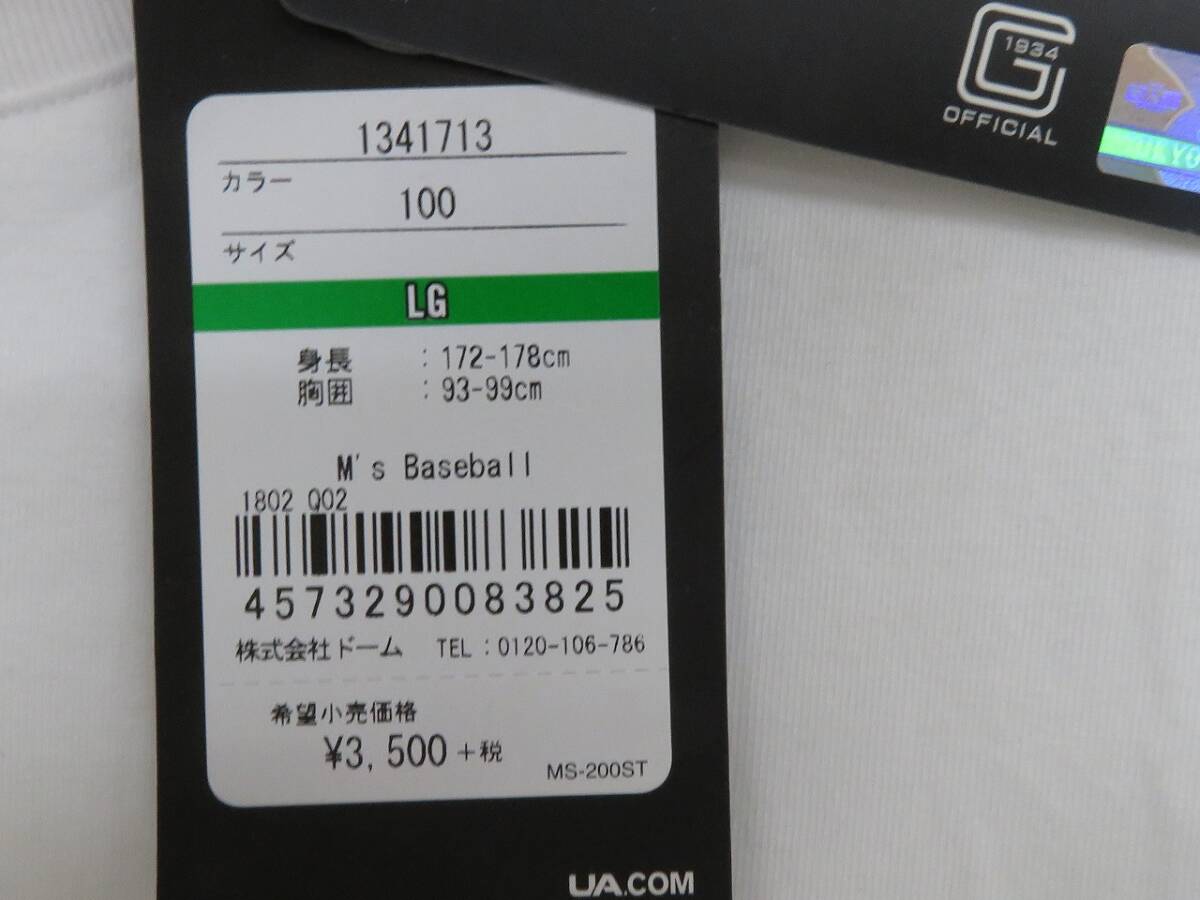 1934
G
OFFICIAL
1341713
カラー
100
サイズ
LG
身長 : 172-178cm
胸囲 : 93-99cm
M's Baseball
1802 Q02
4573290083825
株式会社ドーム TEL : 0120-106-786
希望小売価格
¥3,500 +税
MS-200ST
UA.COM